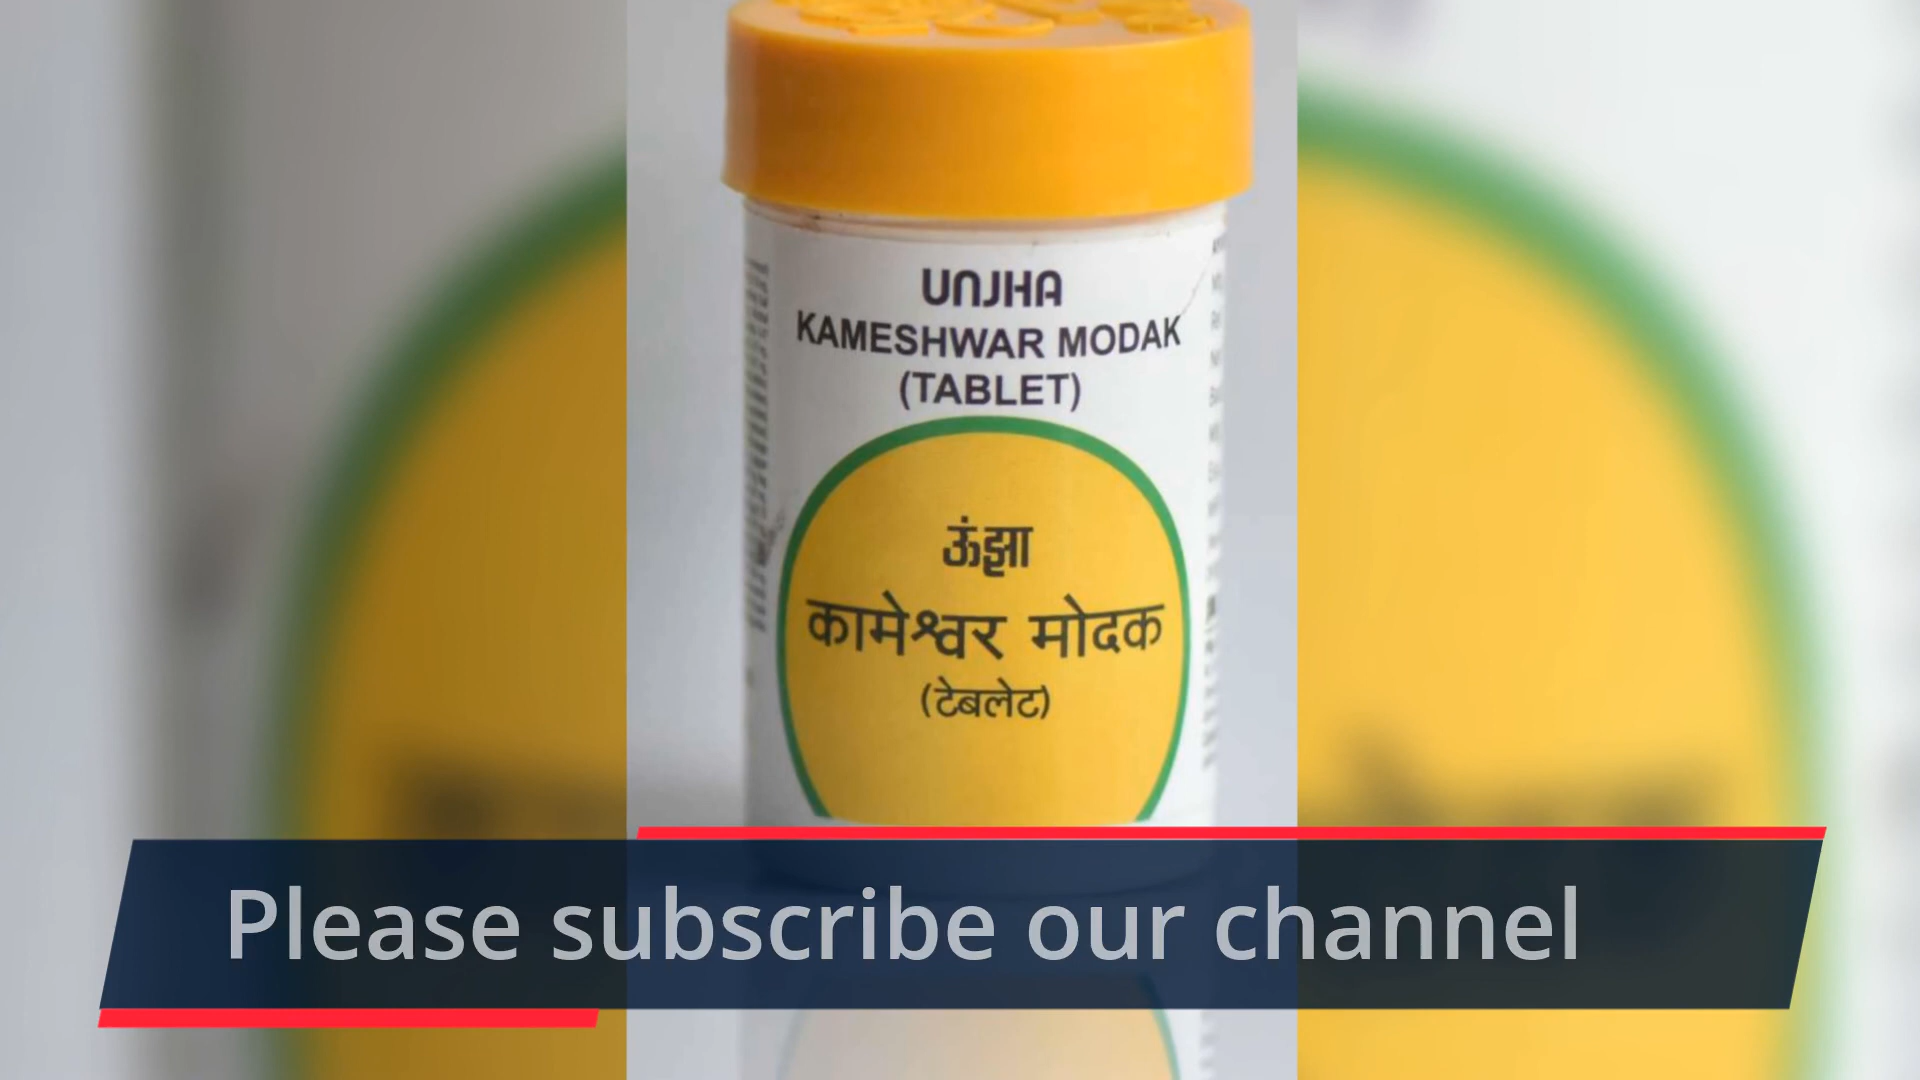 UNJHA
KAMESHWAR MODAK
(TABLET)
ऊंझा
कामेश्वर मोदक
(टेबलेट)
Please subscribe our channel